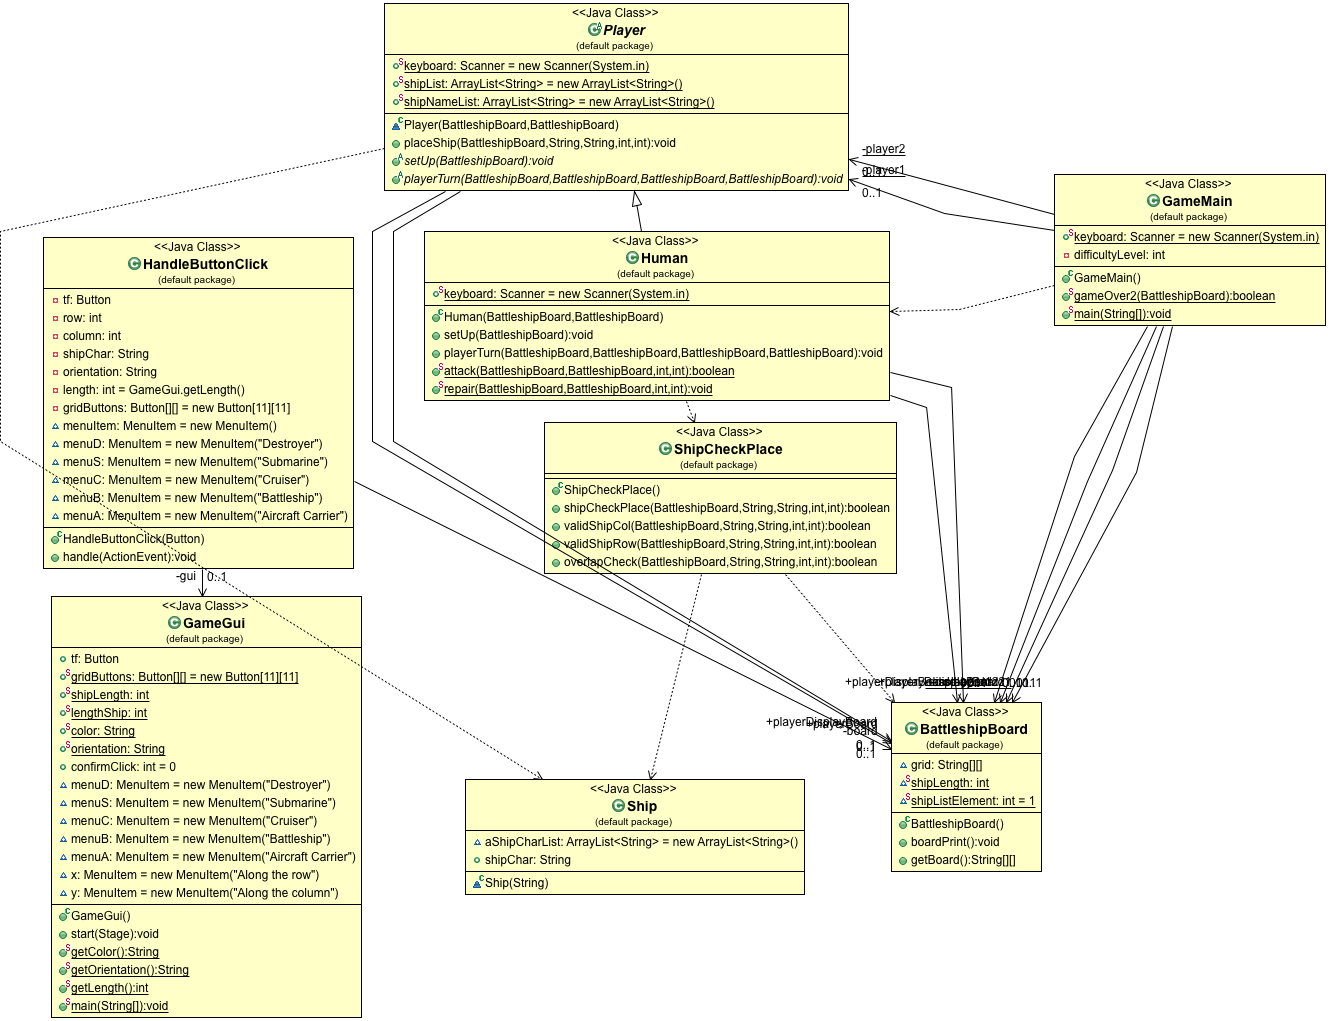 <<Java Class>>
Player
(default package)
keyboard: Scanner = new Scanner(System.in)
shipList: ArrayList<String> = new ArrayList<String>()
shipNameList: ArrayList<String> = new ArrayList<String>()
Player(BattleshipBoard,BattleshipBoard)
placeShip(BattleshipBoard,String,String,int,int):void
setUp(BattleshipBoard):void
playerTurn(BattleshipBoard,BattleshipBoard,BattleshipBoard,BattleshipBoard):void
-player2
-player1
0..1
<<Java Class>>
GameMain
(default package)
keyboard: Scanner = new Scanner(System.in)
difficultyLevel: int
GameMain()
gameOver2(BattleshipBoard):boolean
main(String[]):void
<<Java Class>>
HandleButtonClick
(default package)
tf: Button
row: int
column: int
shipChar: String
orientation: String
length: int = GameGui.getLength()
gridButtons: Button[][] = new Button[11][11]
menuItem: MenuItem = new MenuItem()
menuD: MenuItem = new MenuItem("Destroyer")
menuS: MenuItem = new MenuItem("Submarine")
menuC: MenuItem = new MenuItem("Cruiser")
menuB: MenuItem = new MenuItem("Battleship")
menuA: MenuItem = new MenuItem("Aircraft Carrier")
HandleButtonClick(Button)
handle(ActionEvent):void
<<Java Class>>
Human
(default package)
keyboard: Scanner = new Scanner(System.in)
Human(BattleshipBoard,BattleshipBoard)
setUp(BattleshipBoard):void
playerTurn(BattleshipBoard,BattleshipBoard,BattleshipBoard,BattleshipBoard):void
attack(BattleshipBoard,BattleshipBoard,int,int):boolean
repair(BattleshipBoard,BattleshipBoard,int,int):void
<<Java Class>>
ShipCheckPlace
(default package)
ShipCheckPlace()
shipCheckPlace(BattleshipBoard,String,String,int,int):boolean
validShipCol(BattleshipBoard,String,String,int,int):boolean
validShipRow(BattleshipBoard,String,String,int,int):boolean
overlapCheck(BattleshipBoard,String,String,int,int):boolean
-gui 0..1
<<Java Class>>
GameGui
(default package)
tf: Button
gridButtons: Button[][] = new Button[11][11]
shipLength: int
lengthShip: int
color: String
orientation: String
confirmClick: int = 0
menuD: MenuItem = new MenuItem("Destroyer")
menuS: MenuItem = new MenuItem("Submarine")
menuC: MenuItem = new MenuItem("Cruiser")
menuB: MenuItem = new MenuItem("Battleship")
menuA: MenuItem = new MenuItem("Aircraft Carrier")
x: MenuItem = new MenuItem("Along the row")
y: MenuItem = new MenuItem("Along the column")
GameGui()
start(Stage):void
getColor():String
getOrientation():String
getLength():int
main(String[]):void
+playerDisplayBoard
-board
0..1
0..1
<<Java Class>>
BattleshipBoard
(default package)
grid: String[][]
shipLength: int
shipListElement: int = 1
BattleshipBoard()
boardPrint():void
getBoard():String[][]
<<Java Class>>
Ship
(default package)
aShipCharList: ArrayList<String> = new ArrayList<String>()
shipChar: String
Ship(String)